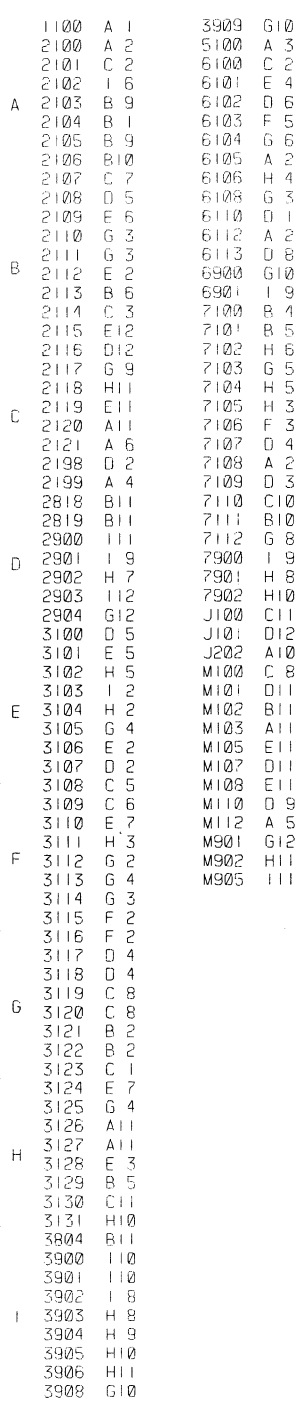 1100 A 1
2100 A 2
2101 C 2
2102 I 6
A
2103 B 9
2104 B 1
2105 B 9
2106 B10
2107 C 7
2108 D 5
2109 E 6
2110 G 3
2111 G 3
B
2112 E 2
2113 B 6
2114 C 3
2115 E12
2116 D12
2117 G 9
2118 H11
2119 E11
C
2120 A11
2121 A 6
2198 D 2
2199 A 4
2818 B11
2819 B11
2900 I11
D
2901 I 9
2902 H 7
2903 I12
2904 G12
3100 D 5
3101 E 5
3102 H 5
3103 I 2
E
3104 H 2
3105 G 4
3106 E 2
3107 D 2
3108 C 5
3109 C 6
3110 E 7
3111 H 3
F
3112 G 2
3113 G 4
3114 G 3
3115 F 2
3116 F 2
3117 D 4
3118 D 4
3119 C 8
G
3120 C 8
3121 B 2
3122 B 2
3123 C 1
3124 E 7
3125 G 4
3126 A11
3127 A11
H
3128 E 3
3129 B 5
3130 C11
3131 H10
3804 B11
3900 I10
3901 I10
3902 I 8
I
3903 H 8
3904 H 9
3905 H10
3906 H11
3908 G10
3909 G10
5100 A 3
6100 C 2
6101 E 4
6102 D 6
6103 F 5
6104 G 6
6105 A 2
6106 H 4
6108 G 3
6110 D 1
6112 A 2
6113 D 8
6900 G10
6901 I 9
7100 B 4
7101 B 5
7102 H 6
7103 G 5
7104 H 5
7105 H 3
7106 F 3
7107 D 4
7108 A 2
7109 D 3
7110 C10
7111 B10
7112 G 8
7900 I 9
7901 H 8
7902 H10
J100 C11
J101 D12
J202 A10
M100 C 8
M101 D11
M102 B11
M103 A11
M105 E11
M107 D11
M108 E11
M110 D 9
M112 A 5
M901 G12
M902 H11
M905 I11